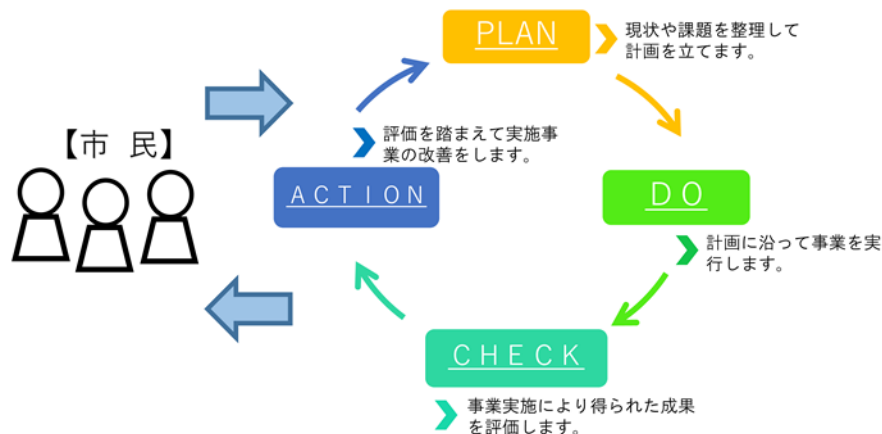 PLAN
現状や課題を整理して
計画を立てます。
【市 民】
評価を踏まえて実施事
業の改善をします。
ACTION
DO
計画に沿って事業を実
行します。
CHECK
事業実施により得られた成果
を評価します。